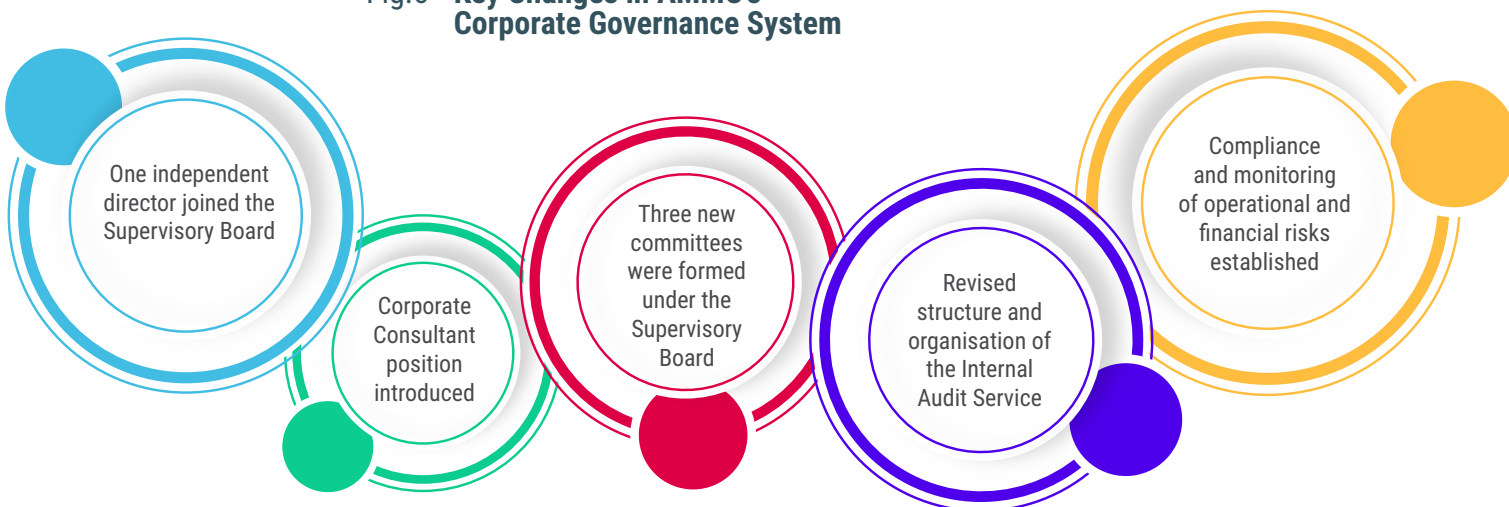 Corporate Governance System
One independent
director joined the
Supervisory Board
Corporate
Consultant
position
introduced
Three new
committees
were formed
under the
Supervisory
Board
Revised
structure and
organisation of
the Internal
Audit Service
Compliance
and monitoring
of operational and
financial risks
established